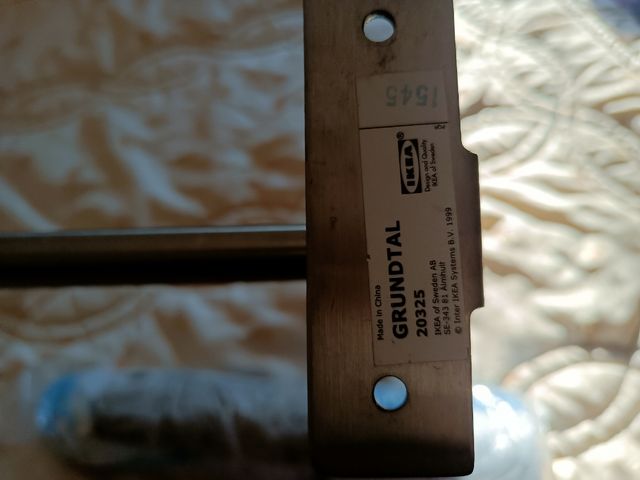 1545
IKEA®
Design and Quality
IKEA of Sweden
Made in China
GRUNDTAL
20325
IKEA of Sweden AB
SE-343 81 Älmhult
© Inter IKEA Systems B.V. 1999